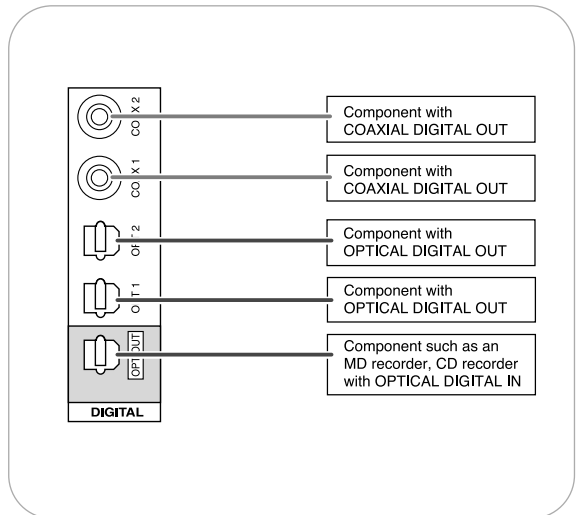 COAX 2
Component with
COAXIAL DIGITAL OUT
COAX 1
Component with
COAXIAL DIGITAL OUT
OPT 2
Component with
OPTICAL DIGITAL OUT
OPT 1
Component with
OPTICAL DIGITAL OUT
OPT OUT
Component such as an
MD recorder, CD recorder
with OPTICAL DIGITAL IN
DIGITAL